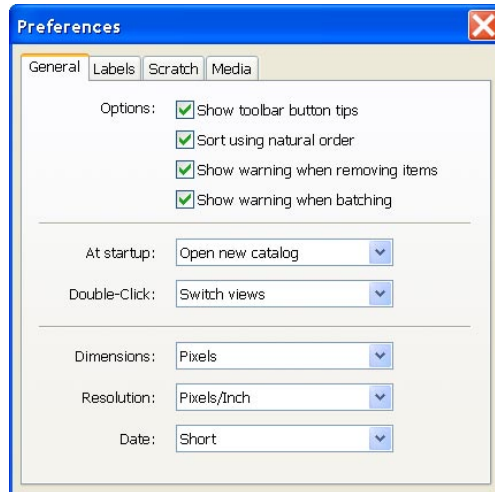 Preferences
General Labels Scratch Media
Options: Show toolbar button tips
Sort using natural order
Show warning when removing items
Show warning when batching
At startup: Open new catalog
Double-Click: Switch views
Dimensions: Pixels
Resolution: Pixels/Inch
Date: Short